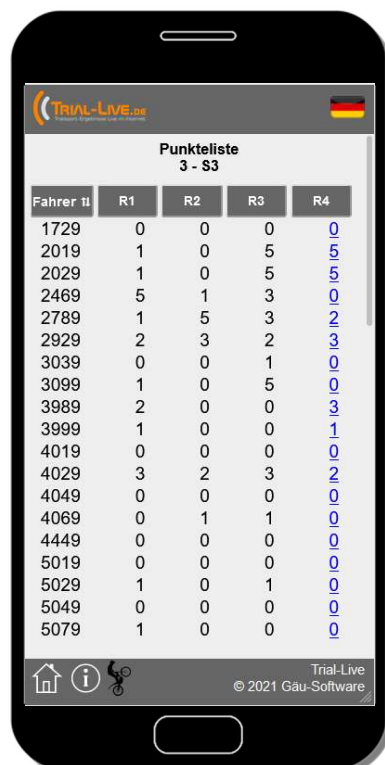 TRIAL-LIVE.DE
Punkteliste
3 - S3
Fahrer ⇅ R1 R2 R3 R4
1729 0 0 0 0
2019 1 0 5 5
2029 1 0 5 5
2469 5 1 3 0
2789 1 5 3 2
2929 2 3 2 3
3039 0 0 1 0
3099 1 0 5 0
3989 2 0 0 3
3999 1 0 0 1
4019 0 0 0 0
4029 3 2 3 2
4049 0 0 0 0
4069 0 1 1 0
4449 0 0 0 0
5019 0 0 0 0
5029 1 0 1 0
5049 0 0 0 0
5079 1 0 0 0
Trial-Live
© 2021 Gäu-Software